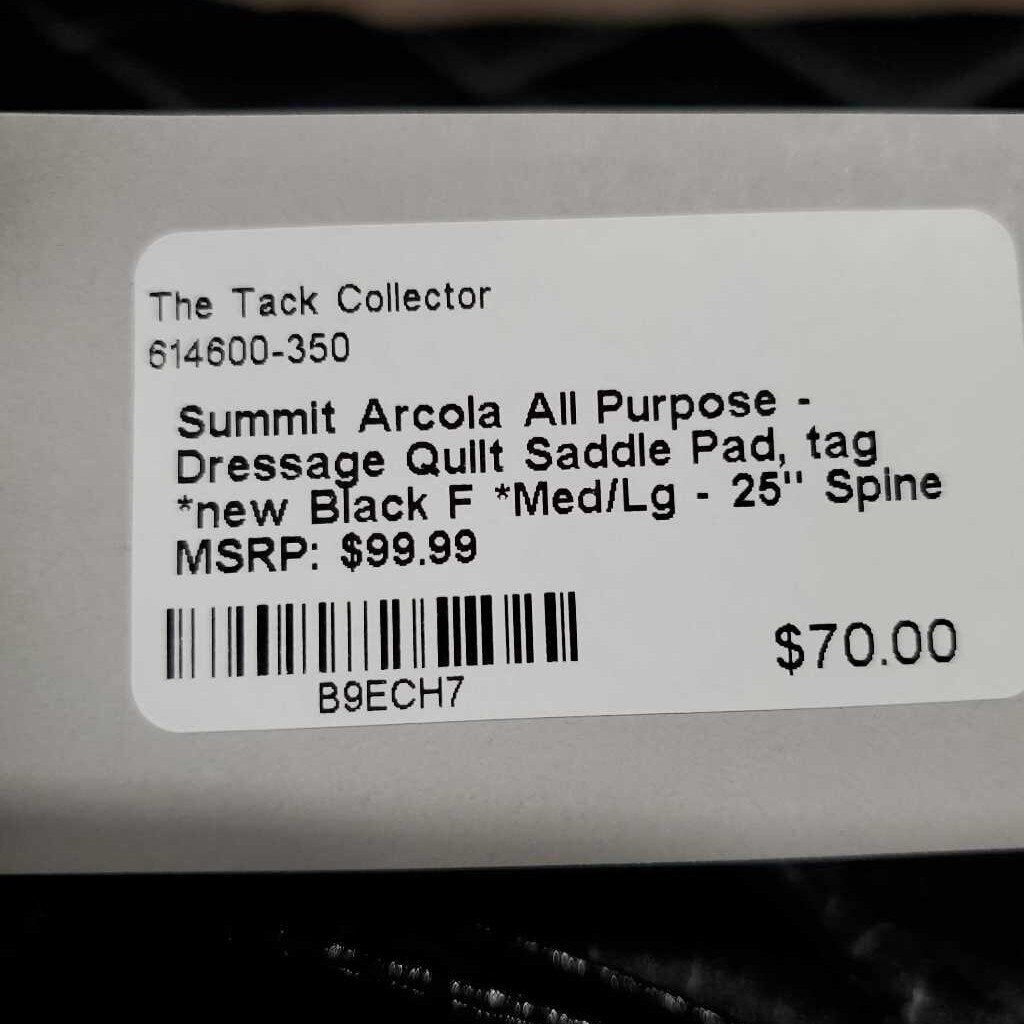 The Tack Collector
614600-350
Summit Arcola All Purpose -
Dressage Quilt Saddle Pad, tag
*new Black F *Med/Lg - 25" Spine
MSRP: $99.99
B9ECH7
$70.00